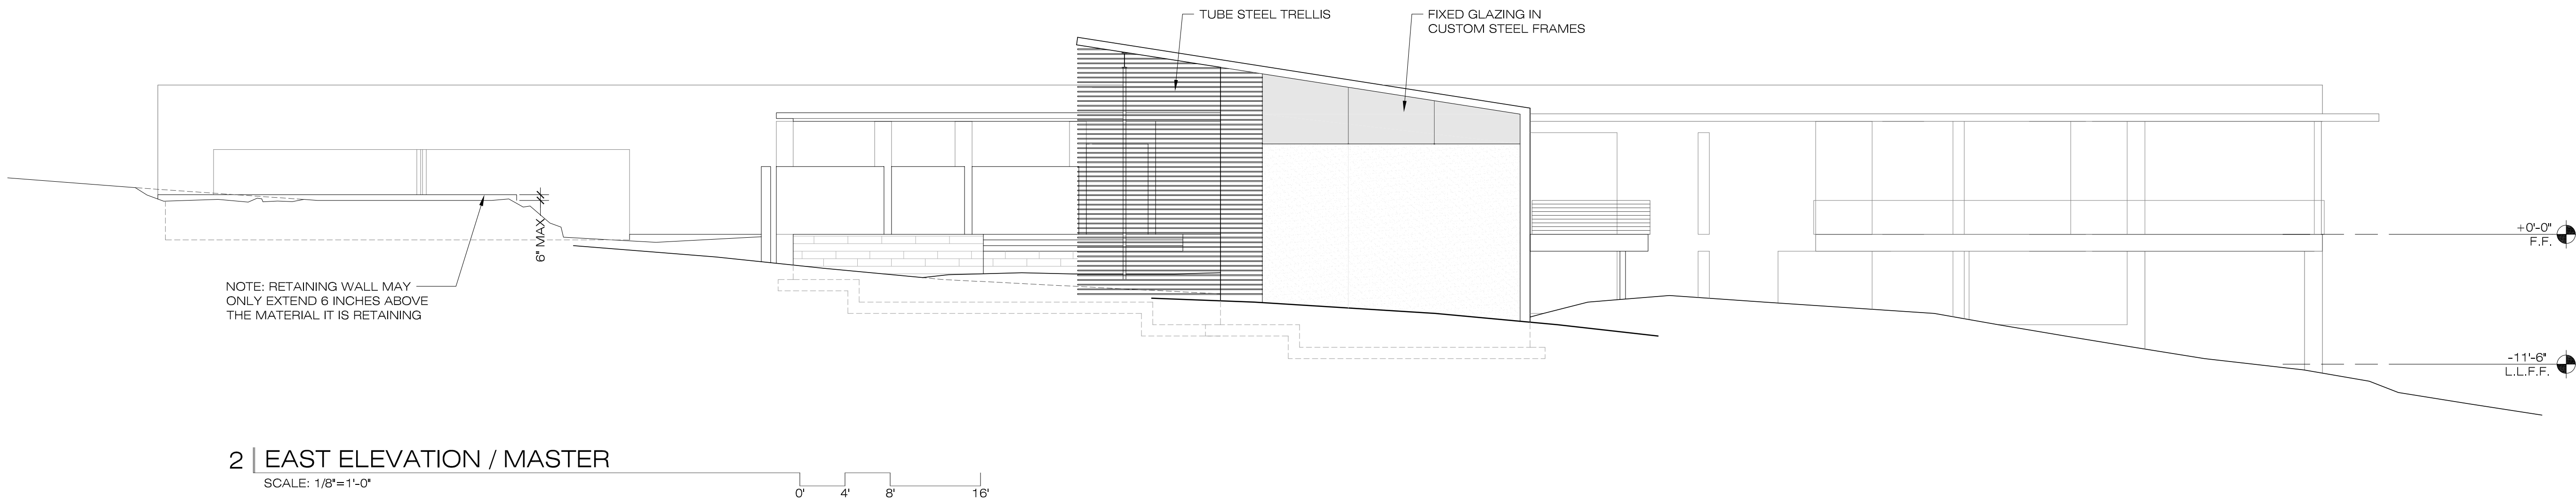 TUBE STEEL TRELLIS
FIXED GLAZING IN
CUSTOM STEEL FRAMES
6" MAX
NOTE: RETAINING WALL MAY
ONLY EXTEND 6 INCHES ABOVE
THE MATERIAL IT IS RETAINING
+0'-0"
F.F.
-11'-6"
L.L.F.F.
2 EAST ELEVATION / MASTER
SCALE: 1/8"=1'-0"
0' 4' 8' 16'